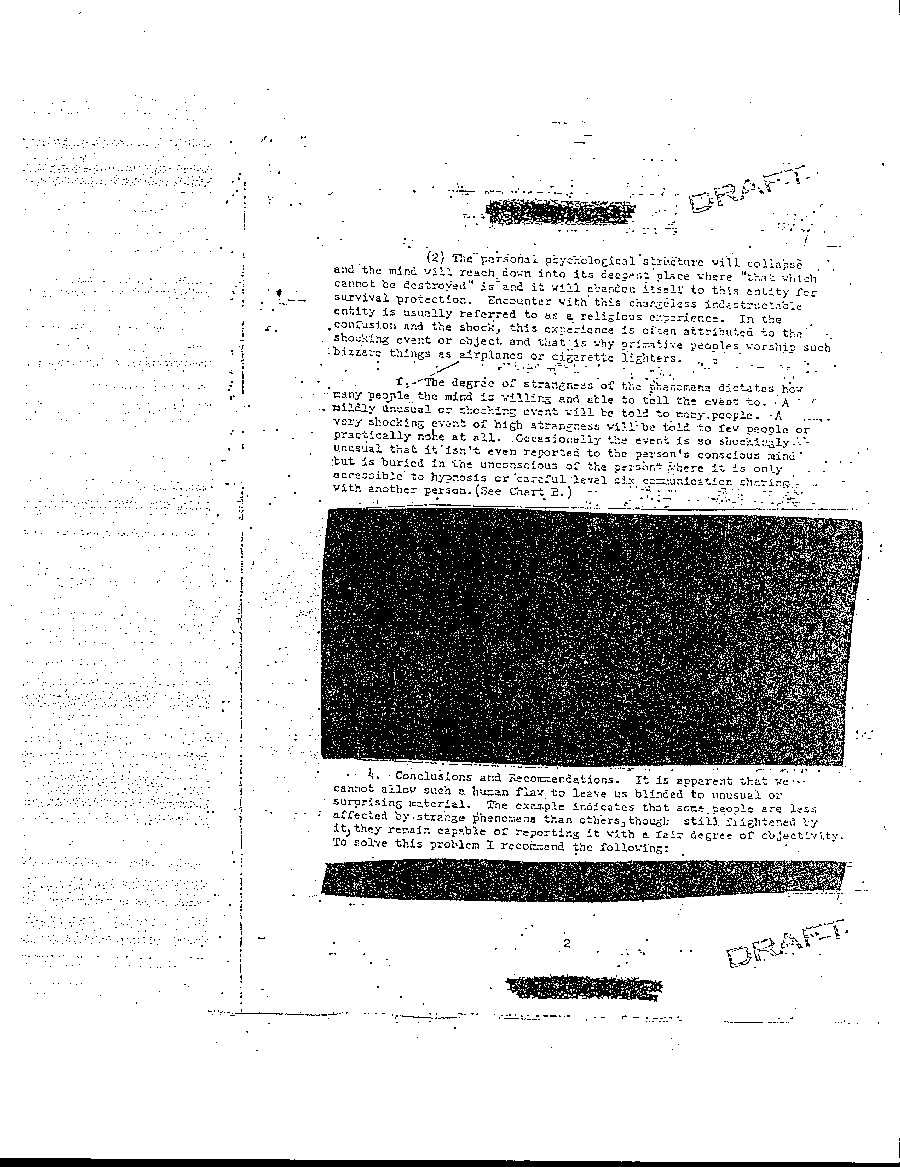 DRAFT
(2) The personal psychological structure will collapse
and the mind will reach down into its deepest place where "that which
cannot be destroyed" is and it will abandon itself to this entity for
survival protection. Encounter with this changeless indestructable
entity is usually referred to as a religious experience. In the
confusion and the shock, this experience is often attributed to the
shocking event or object and that is why primative peoples worship such
bizzare things as airplanes or cigarette lighters.
f. The degree of strangness of the phenomena dictates how
many people the mind is willing and able to tell the event to. A
mildly unusual or shocking event will be told to many people. A
very shocking event of high strangness will be told to few people or
practically none at all. Occasionally the event is so shockingly
unusual that it isn't even reported to the person's conscious mind
but is buried in the unconscious of the person where it is only
accessible to hypnosis or careful level six communication sharing
with another person. (See Chart B.)
4. Conclusions and Recommendations. It is apparent that we
cannot allow such a human flaw to leave us blinded to unusual or
surprising material. The example indicates that some people are less
affected by strange phenomena than others, though still frightened by
it, they remain capable of reporting it with a fair degree of objectivity.
To solve this problem I recommend the following:
2
DRAFT